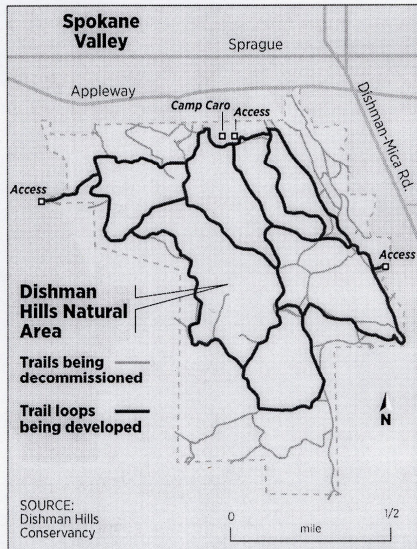 Spokane
Valley
Sprague
Appleway
Dishman-Mica Rd.
Camp Caro
Access
Access
Access
Dishman
Hills Natural
Area
Trails being
decommissioned
Trail loops
being developed
N
SOURCE:
Dishman Hills
Conservancy
0
1/2
mile